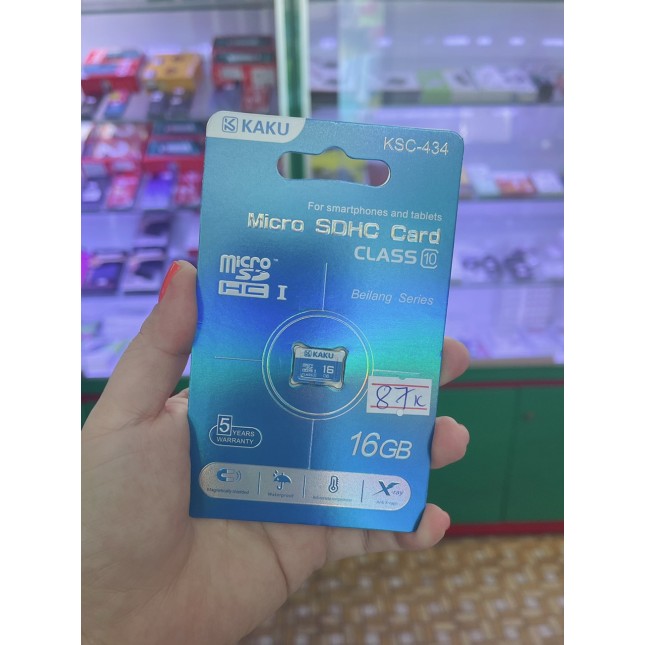 KAKU
KSC-434
For smartphones and tablets
Micro SDHC Card
CLASS 10
Micro SD HC I
Beilang Series
KAKU
16
87K
5 YEARS
WARRANTY
16GB
Waterproof
X-ray